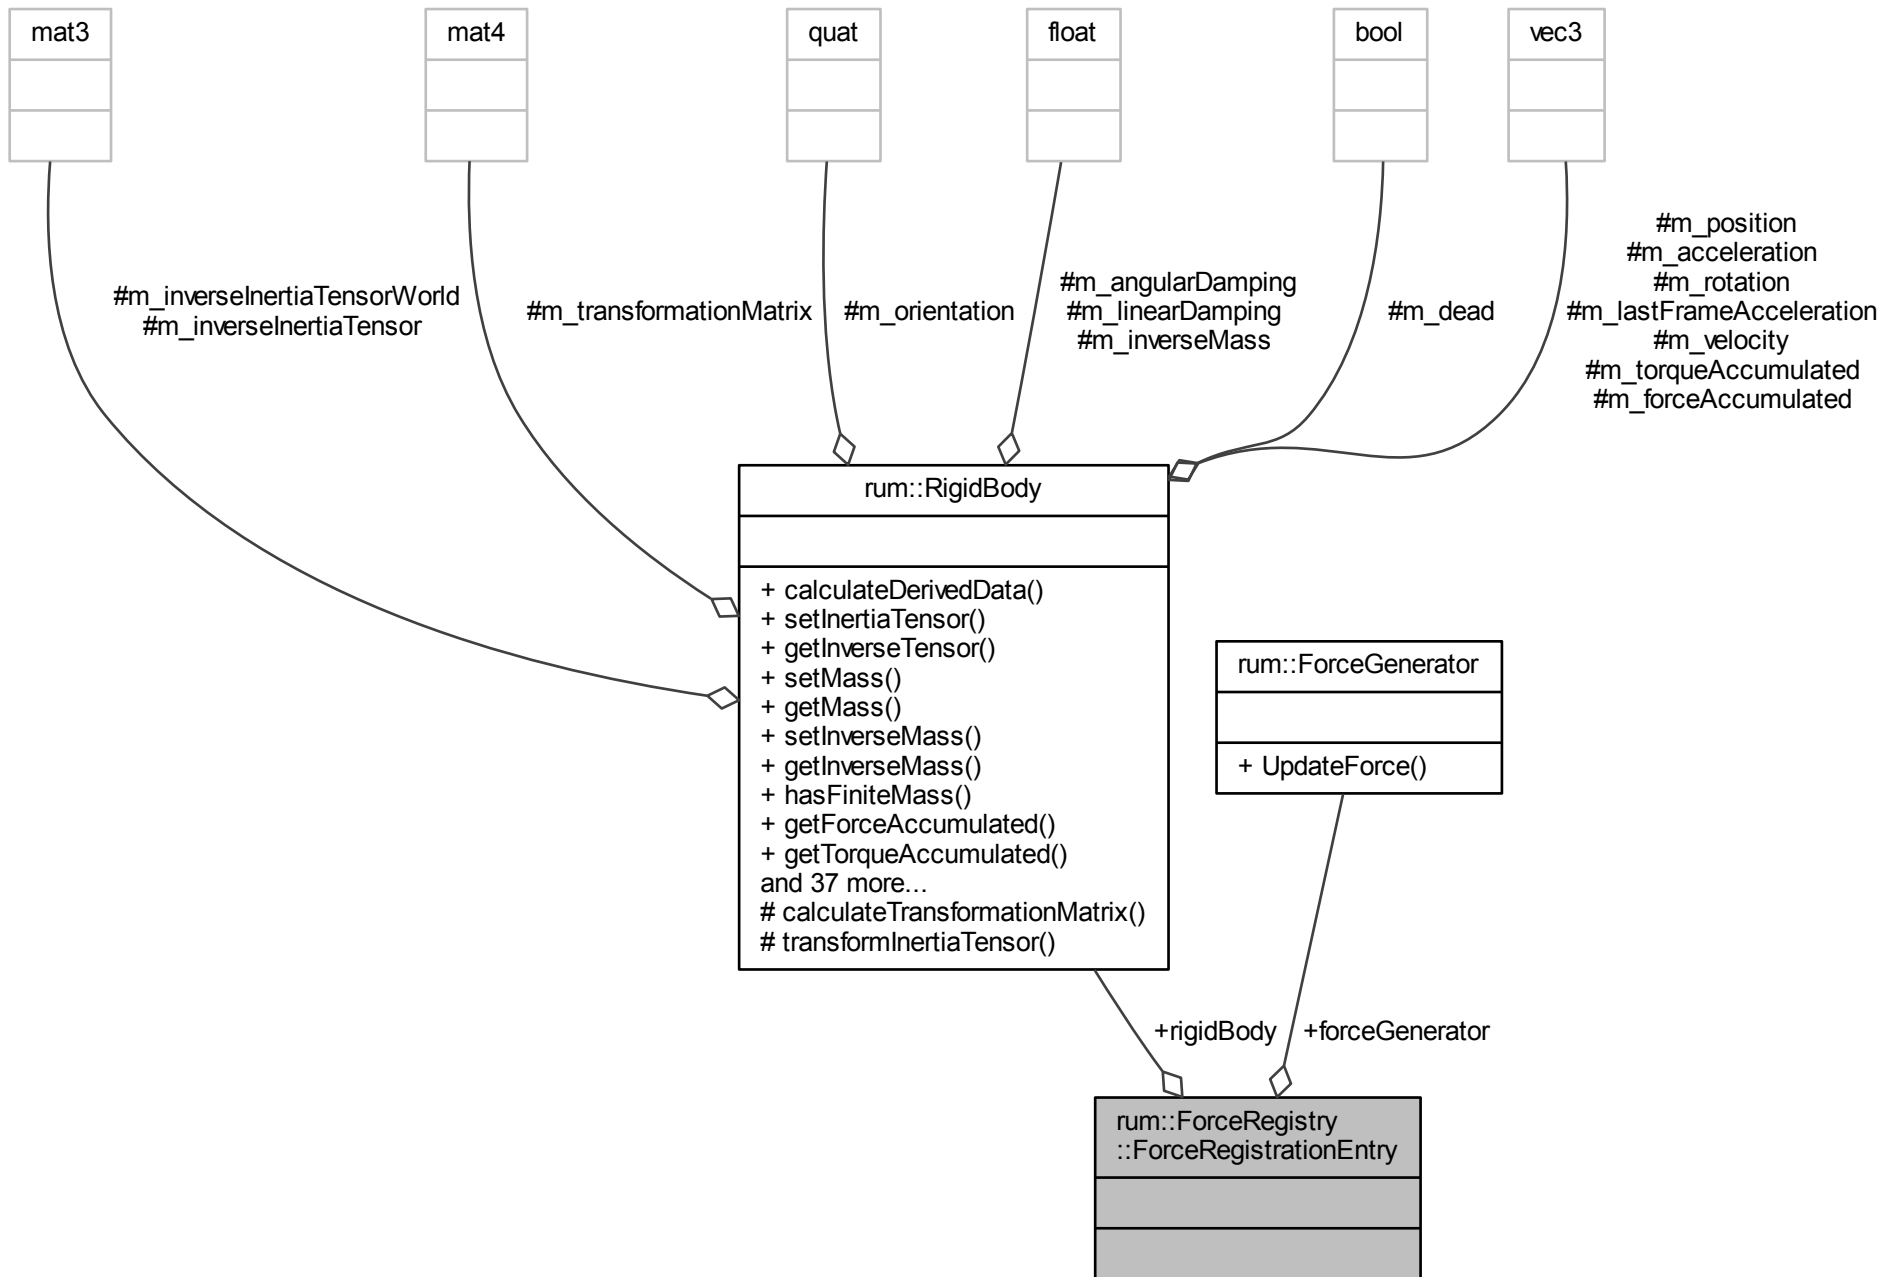 mat3
mat4
quat
float
bool
vec3
#m_position
#m_acceleration
#m_rotation
#m_lastFrameAcceleration
#m_velocity
#m_torqueAccumulated
#m_forceAccumulated
#m_inverseInertiaTensorWorld
#m_inverseInertiaTensor
#m_transformationMatrix
#m_orientation
#m_angularDamping
#m_linearDamping
#m_inverseMass
#m_dead
rum::RigidBody
+ calculateDerivedData()
+ setInertiaTensor()
+ getInverseTensor()
+ setMass()
+ getMass()
+ setInverseMass()
+ getInverseMass()
+ hasFiniteMass()
+ getForceAccumulated()
+ getTorqueAccumulated()
and 37 more...
# calculateTransformationMatrix()
# transformInertiaTensor()
rum::ForceGenerator
+ UpdateForce()
+rigidBody
+forceGenerator
rum::ForceRegistry
::ForceRegistrationEntry